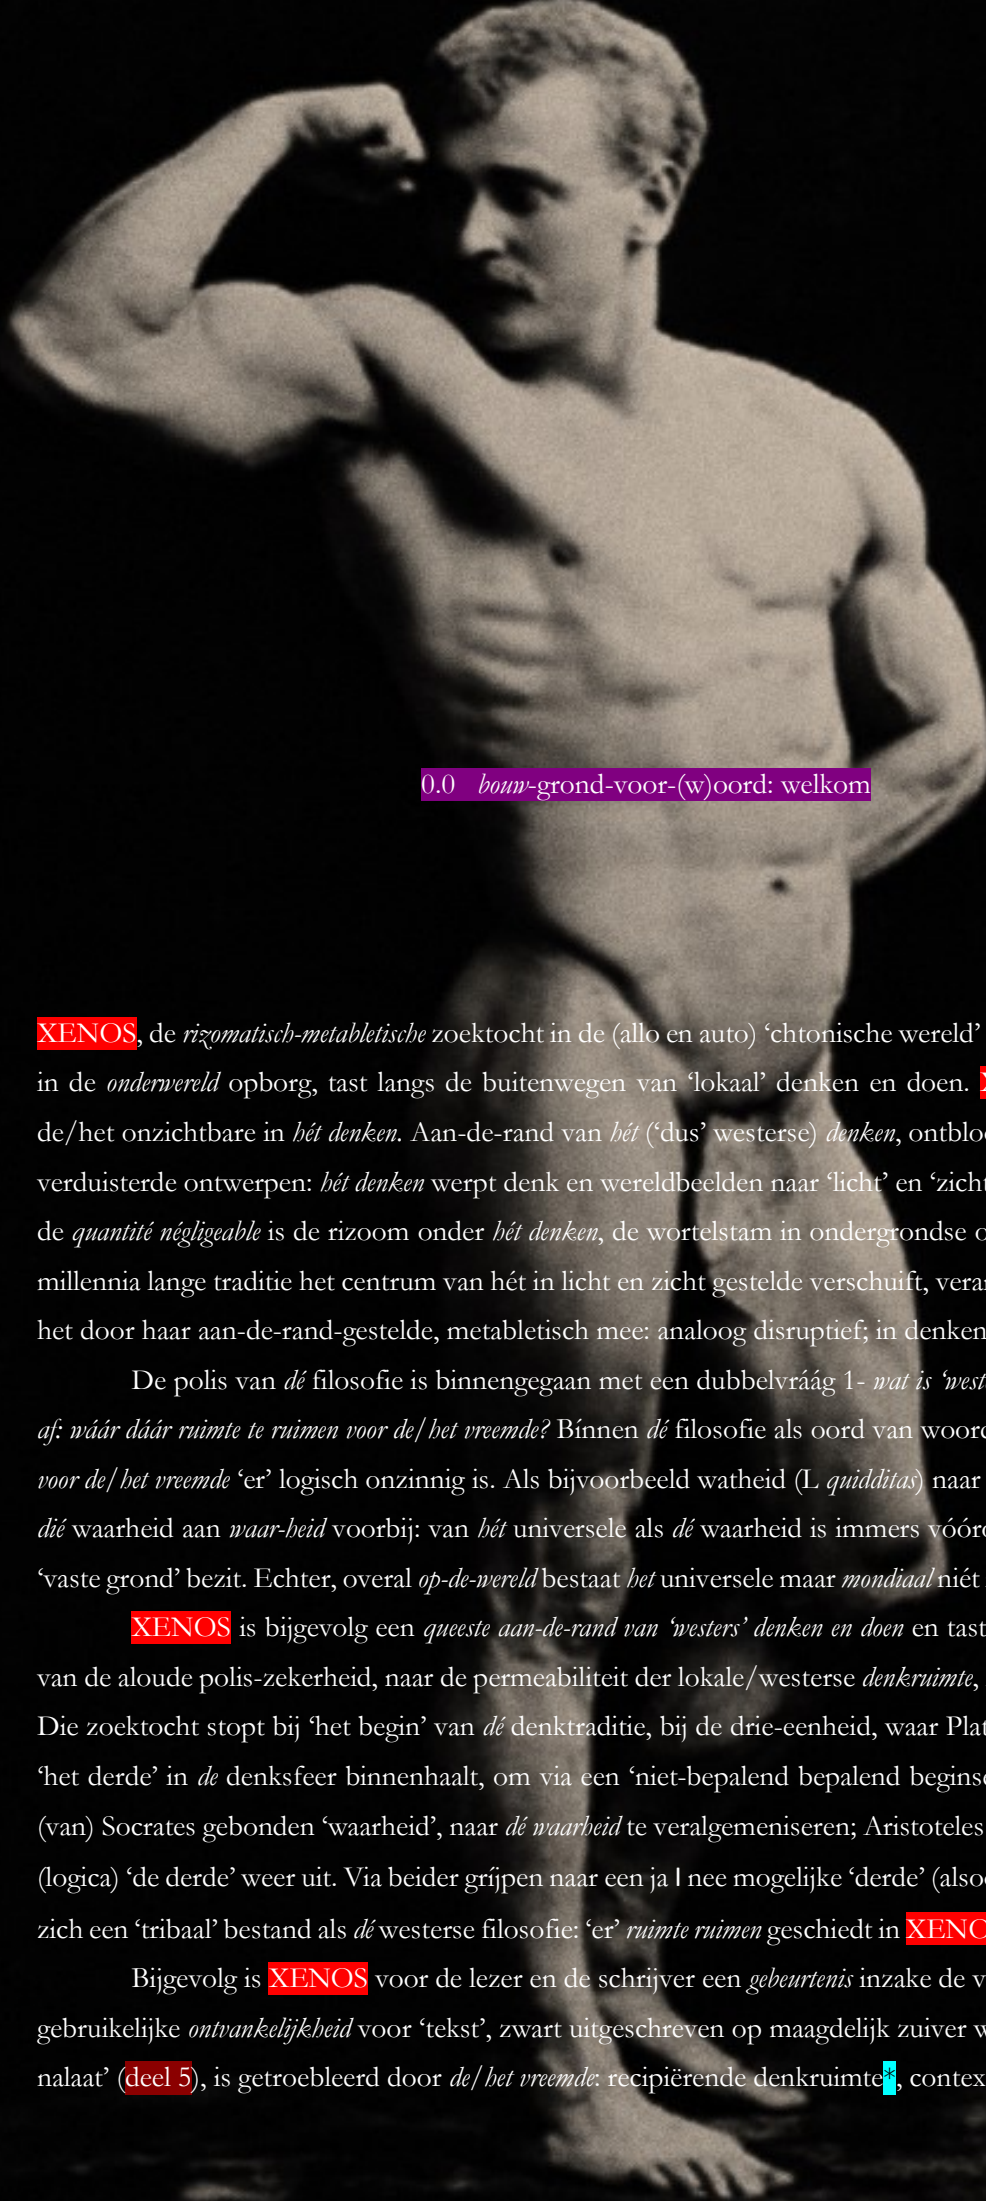 0.0 bouw-grond-voor-(w)oord: welkom
XENOS, de rizomatisch-metabletische zoektocht in de (allo en auto) ‘chtonische wereld’
in de onderwereld opborg, tast langs de buitenwegen van ‘lokaal’ denken en doen.
de/het onzichtbare in hét denken. Aan-de-rand van hét (‘dus’ westerse) denken, ontbloo
verduisterde ontwerpen: hét denken werpt denk en wereldbeelden naar ‘licht’ en ‘zicht
de quantité négligeable is de rizoom onder hét denken, de wortelstam in ondergrondse
millennia lange traditie het centrum van hét in licht en zicht gestelde verschuift, veran
het door haar aan-de-rand-gestelde, metabletisch mee: analoog disruptief; in denken
De polis van dé filosofie is binnengegaan met een dubbelvráág 1- wat is ‘west
af: wáár dáár ruimte te ruimen voor de/het vreemde? Bínnen dé filosofie als oord van woord
voor de/het vreemde ‘er’ logisch onzinnig is. Als bijvoorbeeld watheid (L quidditas) naar
dié waarheid aan waar-heid voorbij: van hét universele als dé waarheid is immers vóór
‘vaste grond’ bezit. Echter, overal op-de-wereld bestaat het universele maar mondiaal niét
XENOS is bijgevolg een queeste aan-de-rand van ‘westers’ denken en doen en tast
van de aloude polis-zekerheid, naar de permeabiliteit der lokale/westerse denkruimte,
Die zoektocht stopt bij ‘het begin’ van dé denktraditie, bij de drie-eenheid, waar Plat
‘het derde’ in de denksfeer binnenhaalt, om via een ‘niet-bepalend bepalend beginse
(van) Socrates gebonden ‘waarheid’, naar dé waarheid te veralgemeniseren; Aristoteles
(logica) ‘de derde’ weer uit. Via beider gríjpen naar een ja I nee mogelijke ‘derde’ (also
zich een ‘tribaal’ bestand als dé westerse filosofie: ‘er’ ruimte ruimen geschiedt in XENO
Bijgevolg is XENOS voor de lezer en de schrijver een gebeurtenis inzake de v
gebruikelijke ontvankelijkheid voor ‘tekst’, zwart uitgeschreven op maagdelijk zuiver w
nalaat’ (deel 5), is getroebleerd door de/het vreemde: recipiërende denkruimte*, contex